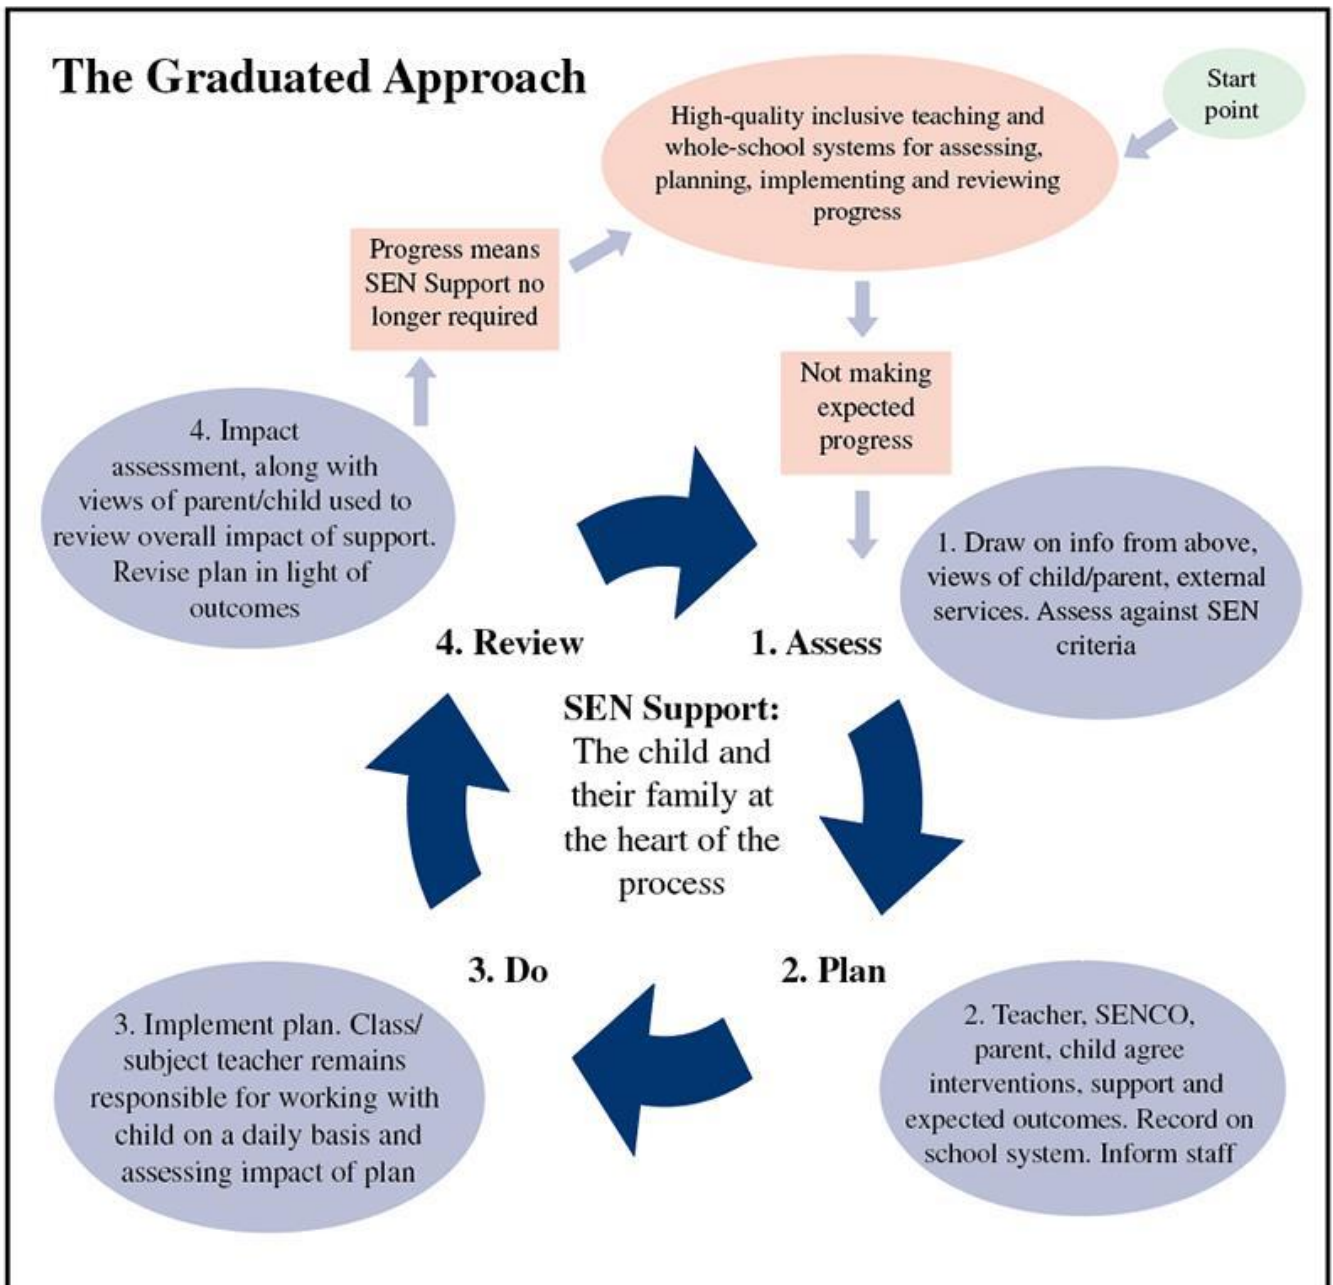 The Graduated Approach
Start
point
High-quality inclusive teaching and
whole-school systems for assessing,
planning, implementing and reviewing
progress
Progress means
SEN Support no
longer required
Not making
expected
progress
4. Impact
assessment, along with
views of parent/child used to
review overall impact of support.
Revise plan in light of
outcomes
1. Draw on info from above,
views of child/parent, external
services. Assess against SEN
criteria
4. Review
1. Assess
SEN Support:
The child and
their family at
the heart of the
process
3. Do
2. Plan
3. Implement plan. Class/
subject teacher remains
responsible for working with
child on a daily basis and
assessing impact of plan
2. Teacher, SENCO,
parent, child agree
interventions, support and
expected outcomes. Record on
school system. Inform staff